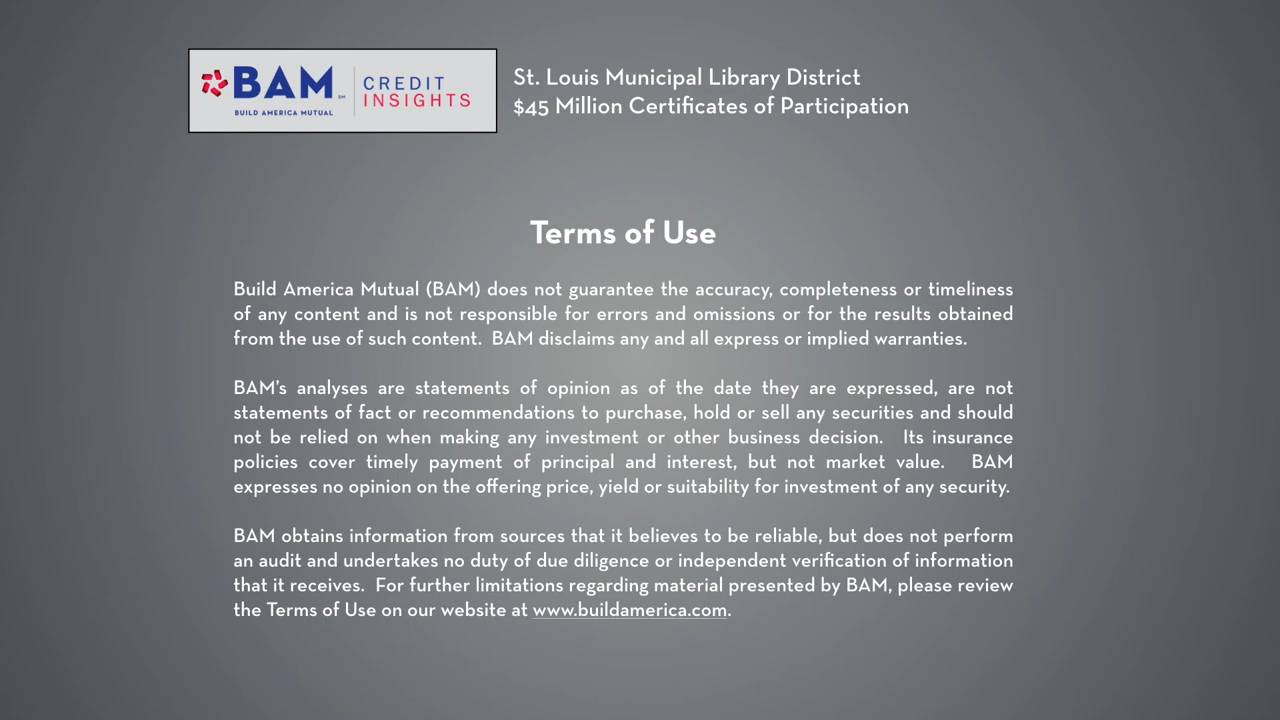 BAM SM
BUILD AMERICA MUTUAL
CREDIT
INSIGHTS
St. Louis Municipal Library District
$45 Million Certificates of Participation
Terms of Use
Build America Mutual (BAM) does not guarantee the accuracy, completeness or timeliness
of any content and is not responsible for errors and omissions or for the results obtained
from the use of such content.  BAM disclaims any and all express or implied warranties.
BAM's analyses are statements of opinion as of the date they are expressed, are not
statements of fact or recommendations to purchase, hold or sell any securities and should
not be relied on when making any investment or other business decision.  Its insurance
policies cover timely payment of principal and interest, but not market value.  BAM
expresses no opinion on the offering price, yield or suitability for investment of any security.
BAM obtains information from sources that it believes to be reliable, but does not perform
an audit and undertakes no duty of due diligence or independent verification of information
that it receives.  For further limitations regarding material presented by BAM, please review
the Terms of Use on our website at www.buildamerica.com.